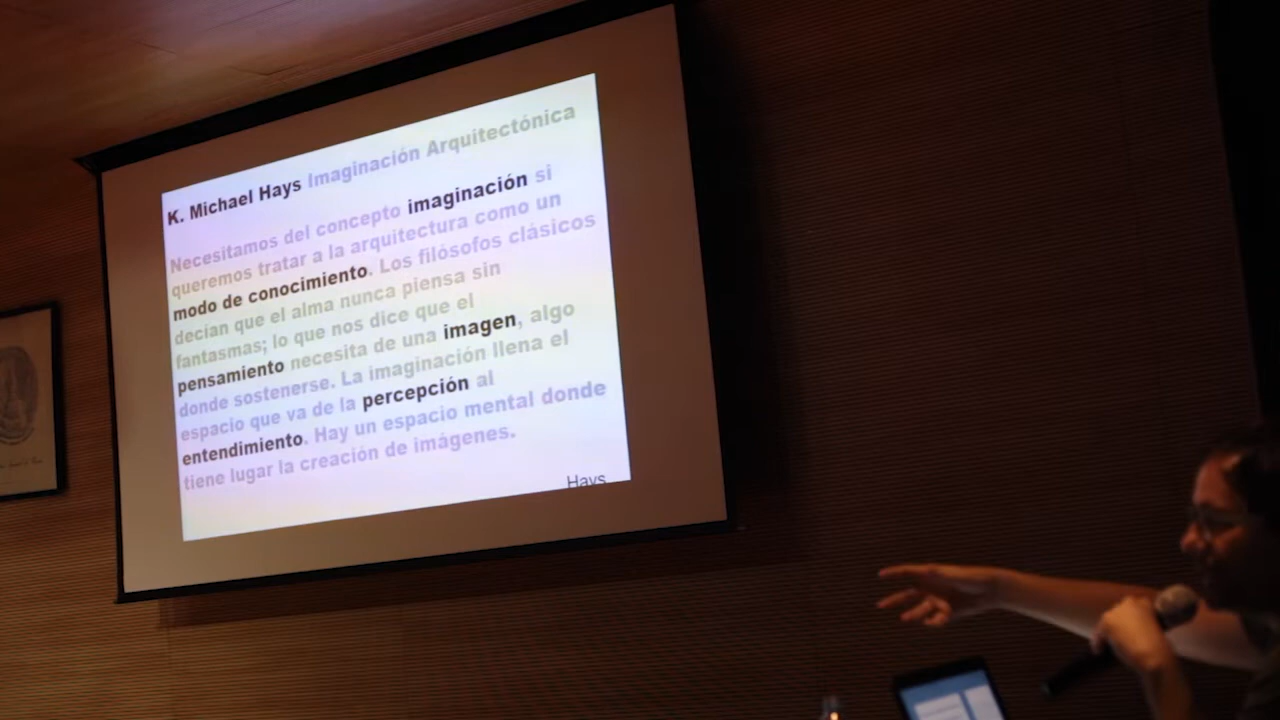 K. Michael Hays Imaginación Arquitectónica
Necesitamos del concepto imaginación si
queremos tratar a la arquitectura como un
modo de conocimiento. Los filósofos clásicos
decían que el alma nunca piensa sin
fantasmas; lo que nos dice que el
pensamiento necesita de una imagen, algo
donde sostenerse. La imaginación llena el
espacio que va de la percepción al
entendimiento. Hay un espacio mental donde
tiene lugar la creación de imágenes.
Hays